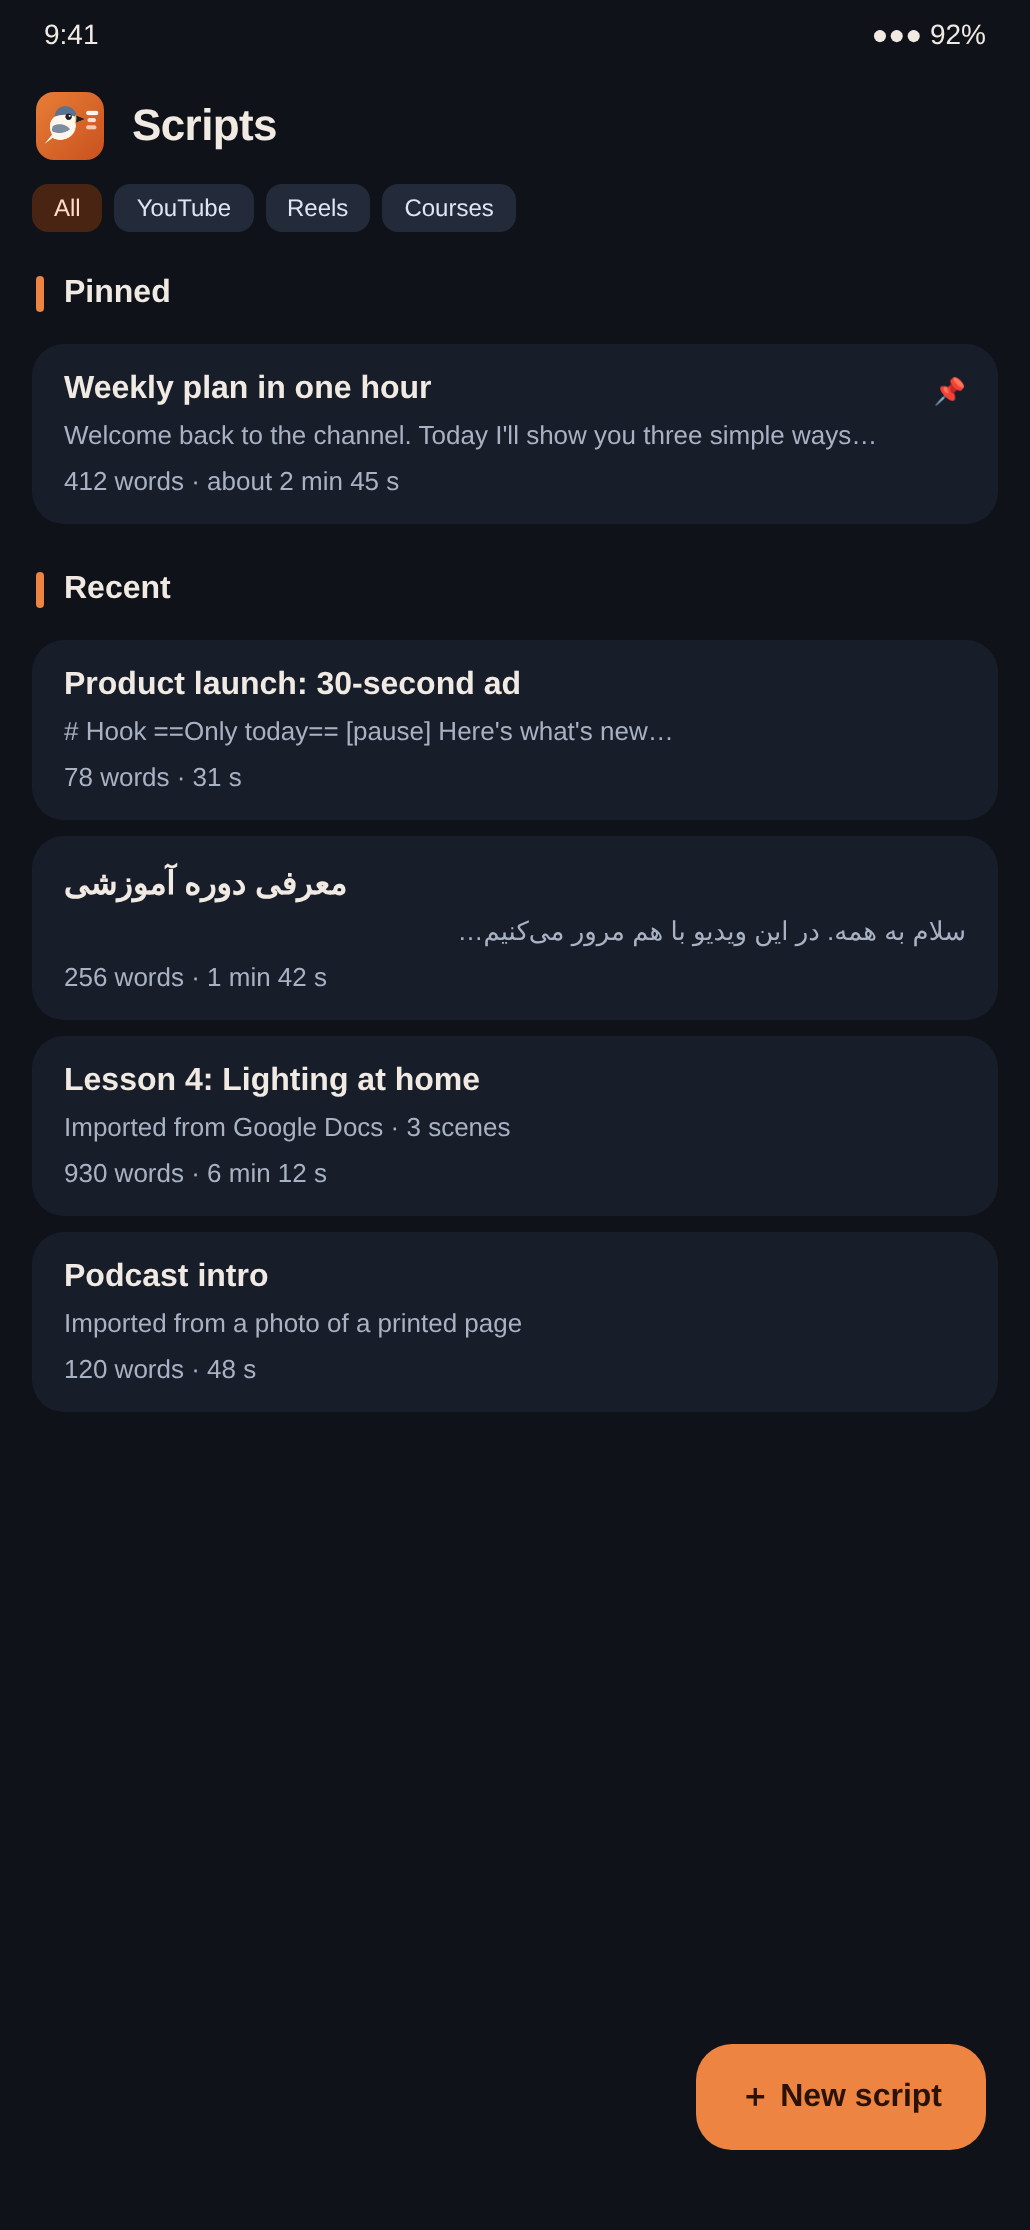 9:41
●●● 92%
Scripts
All
YouTube
Reels
Courses
Pinned
Weekly plan in one hour
Welcome back to the channel. Today I'll show you three simple ways…
412 words · about 2 min 45 s
Recent
Product launch: 30-second ad
# Hook ==Only today== [pause] Here's what's new…
78 words · 31 s
معرفی دوره آموزشی
سلام به همه. در این ویدیو با هم مرور می‌کنیم…
256 words · 1 min 42 s
Lesson 4: Lighting at home
Imported from Google Docs · 3 scenes
930 words · 6 min 12 s
Podcast intro
Imported from a photo of a printed page
120 words · 48 s
+ New script